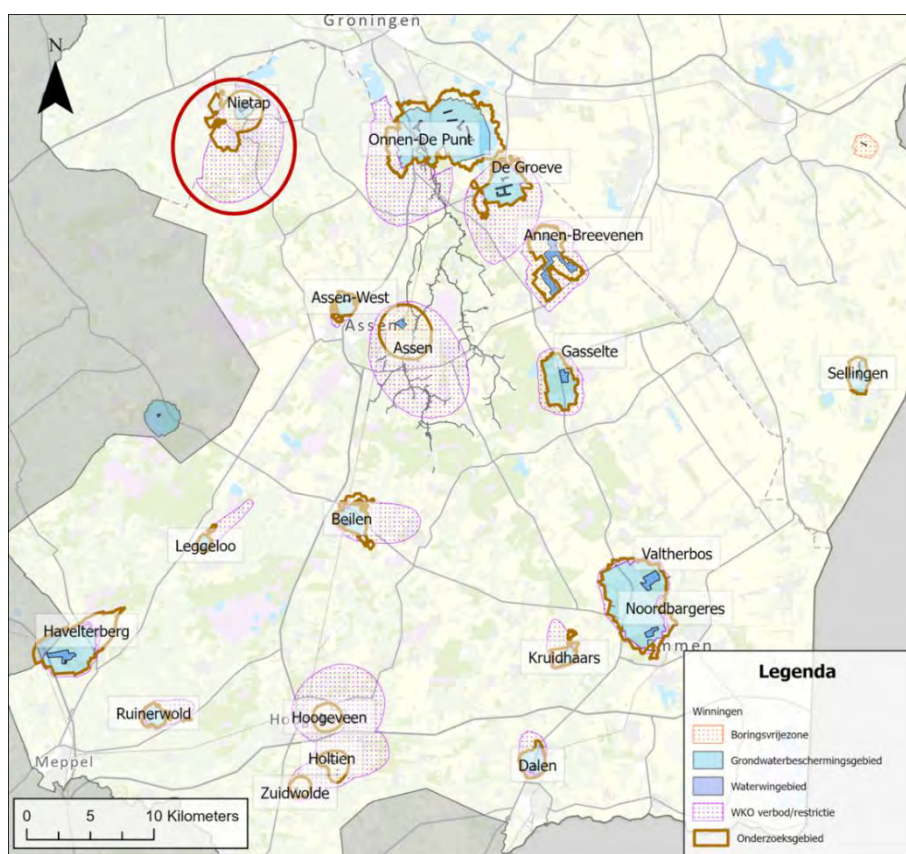 Groningen
N
Nietap
Onnen-De Punt
De Groeve
Annen-Breevenen
Assen-West
Assen
Assen
Gasselte
Sellingen
Beilen
Leggeloo
Valtherbos
Noordbargeres
Havelterberg
Kruidhaars
mmen
Ruinerwold
Hoogeveen
Ho
Holtien
Dalen
Meppel
Zuidwolde
0 5 10 Kilometers
Legenda
Winningen
Boringsvrijezone
Grondwaterbeschermingsgebied
Waterwingebied
WKO verbod/restrictie
Onderzoeksgebied